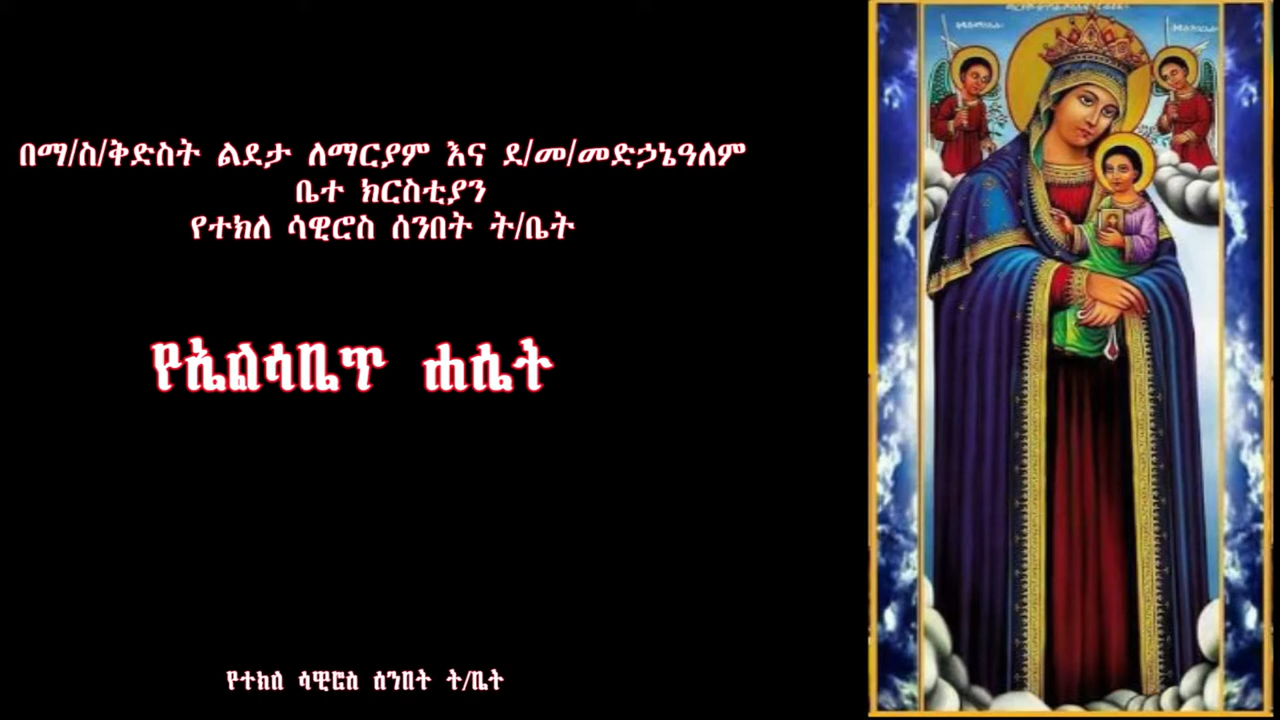 በማ/ስ/ቅድስት ልደታ ለማርያም እና ደ/መ/መድኃኔዓለም
ቤተ ክርስቲያን
የተክለ ሳዊሮስ ሰንበት ት/ቤት
የኤልሳቤጥ ሐሴት
የተክለ ሳዊሮስ ሰንበት ት/ቤት